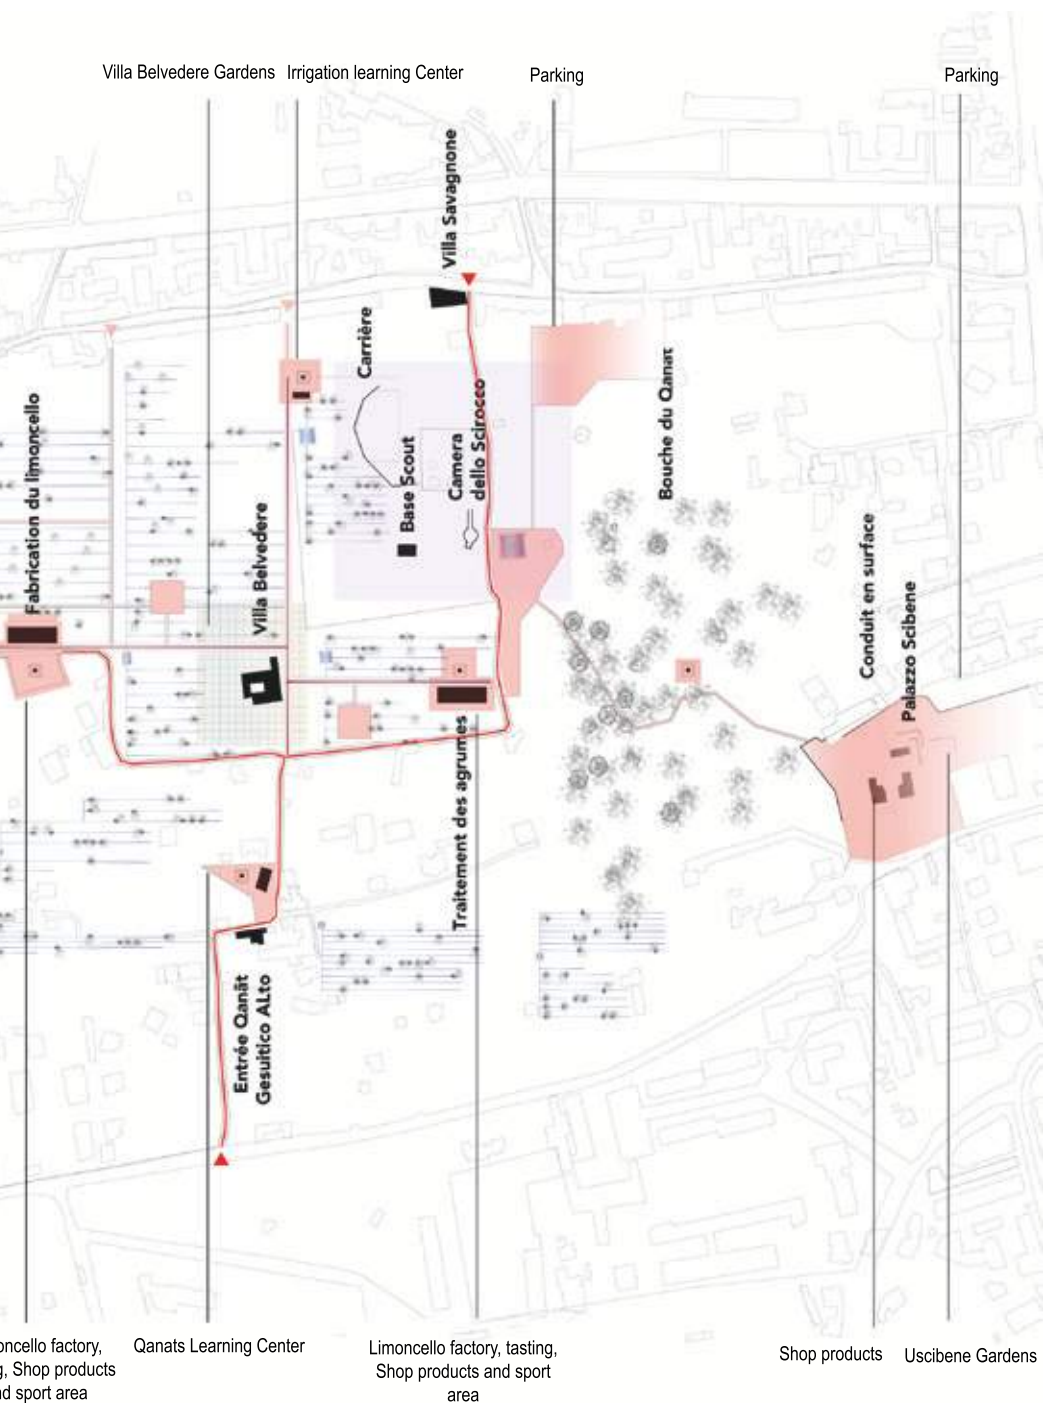 Villa Belvedere Gardens
Irrigation learning Center
Parking
Parking
Villa Savagnone
Carrière
Fabrication du limoncello
Villa Belvedere
Base Scout
Camera
dello Scirocco
Bouche du Qanat
Conduit en surface
Palazzo Scibene
Traitement des agrumes
Entrée Qanât
Gesuitico ALto
factory,
Shop products
sport area
Qanats Learning Center
Limoncello factory, tasting,
Shop products and sport
area
Shop products
Uscibene Gardens